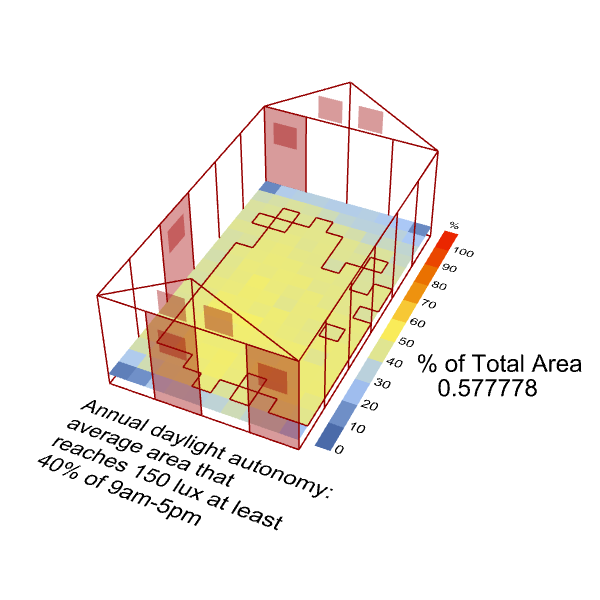 %
100
90
80
70
60
50
40
30
20
10
0
% of Total Area
0.577778
Annual daylight autonomy:
average area that
reaches 150 lux at least
40% of 9am-5pm